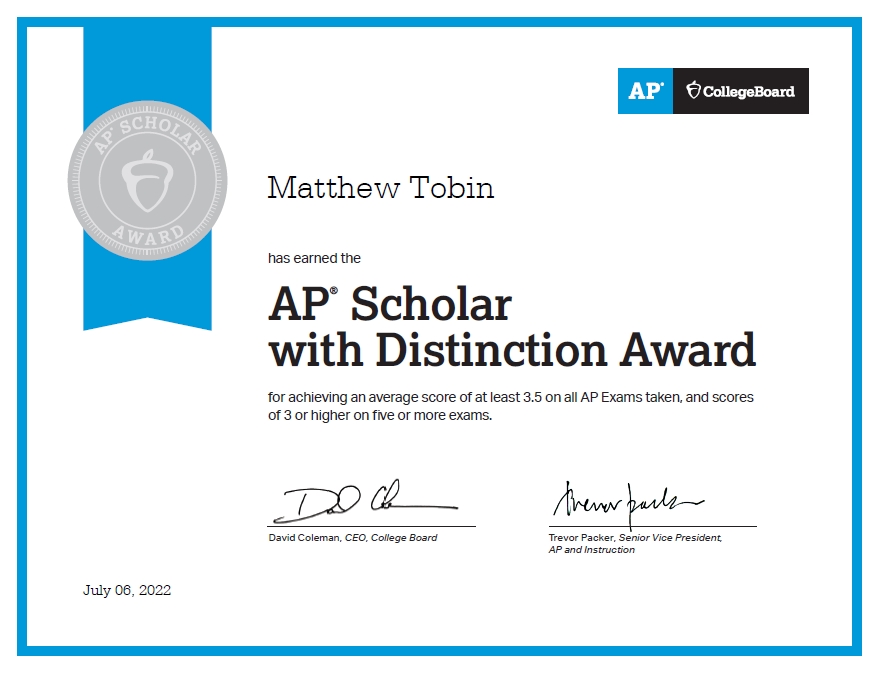 AP® CollegeBoard
AP® SCHOLAR
AWARD
Matthew Tobin
has earned the
AP® Scholar
with Distinction Award
for achieving an average score of at least 3.5 on all AP Exams taken, and scores
of 3 or higher on five or more exams.
David Coleman, CEO, College Board
Trevor Packer, Senior Vice President,
AP and Instruction
July 06, 2022